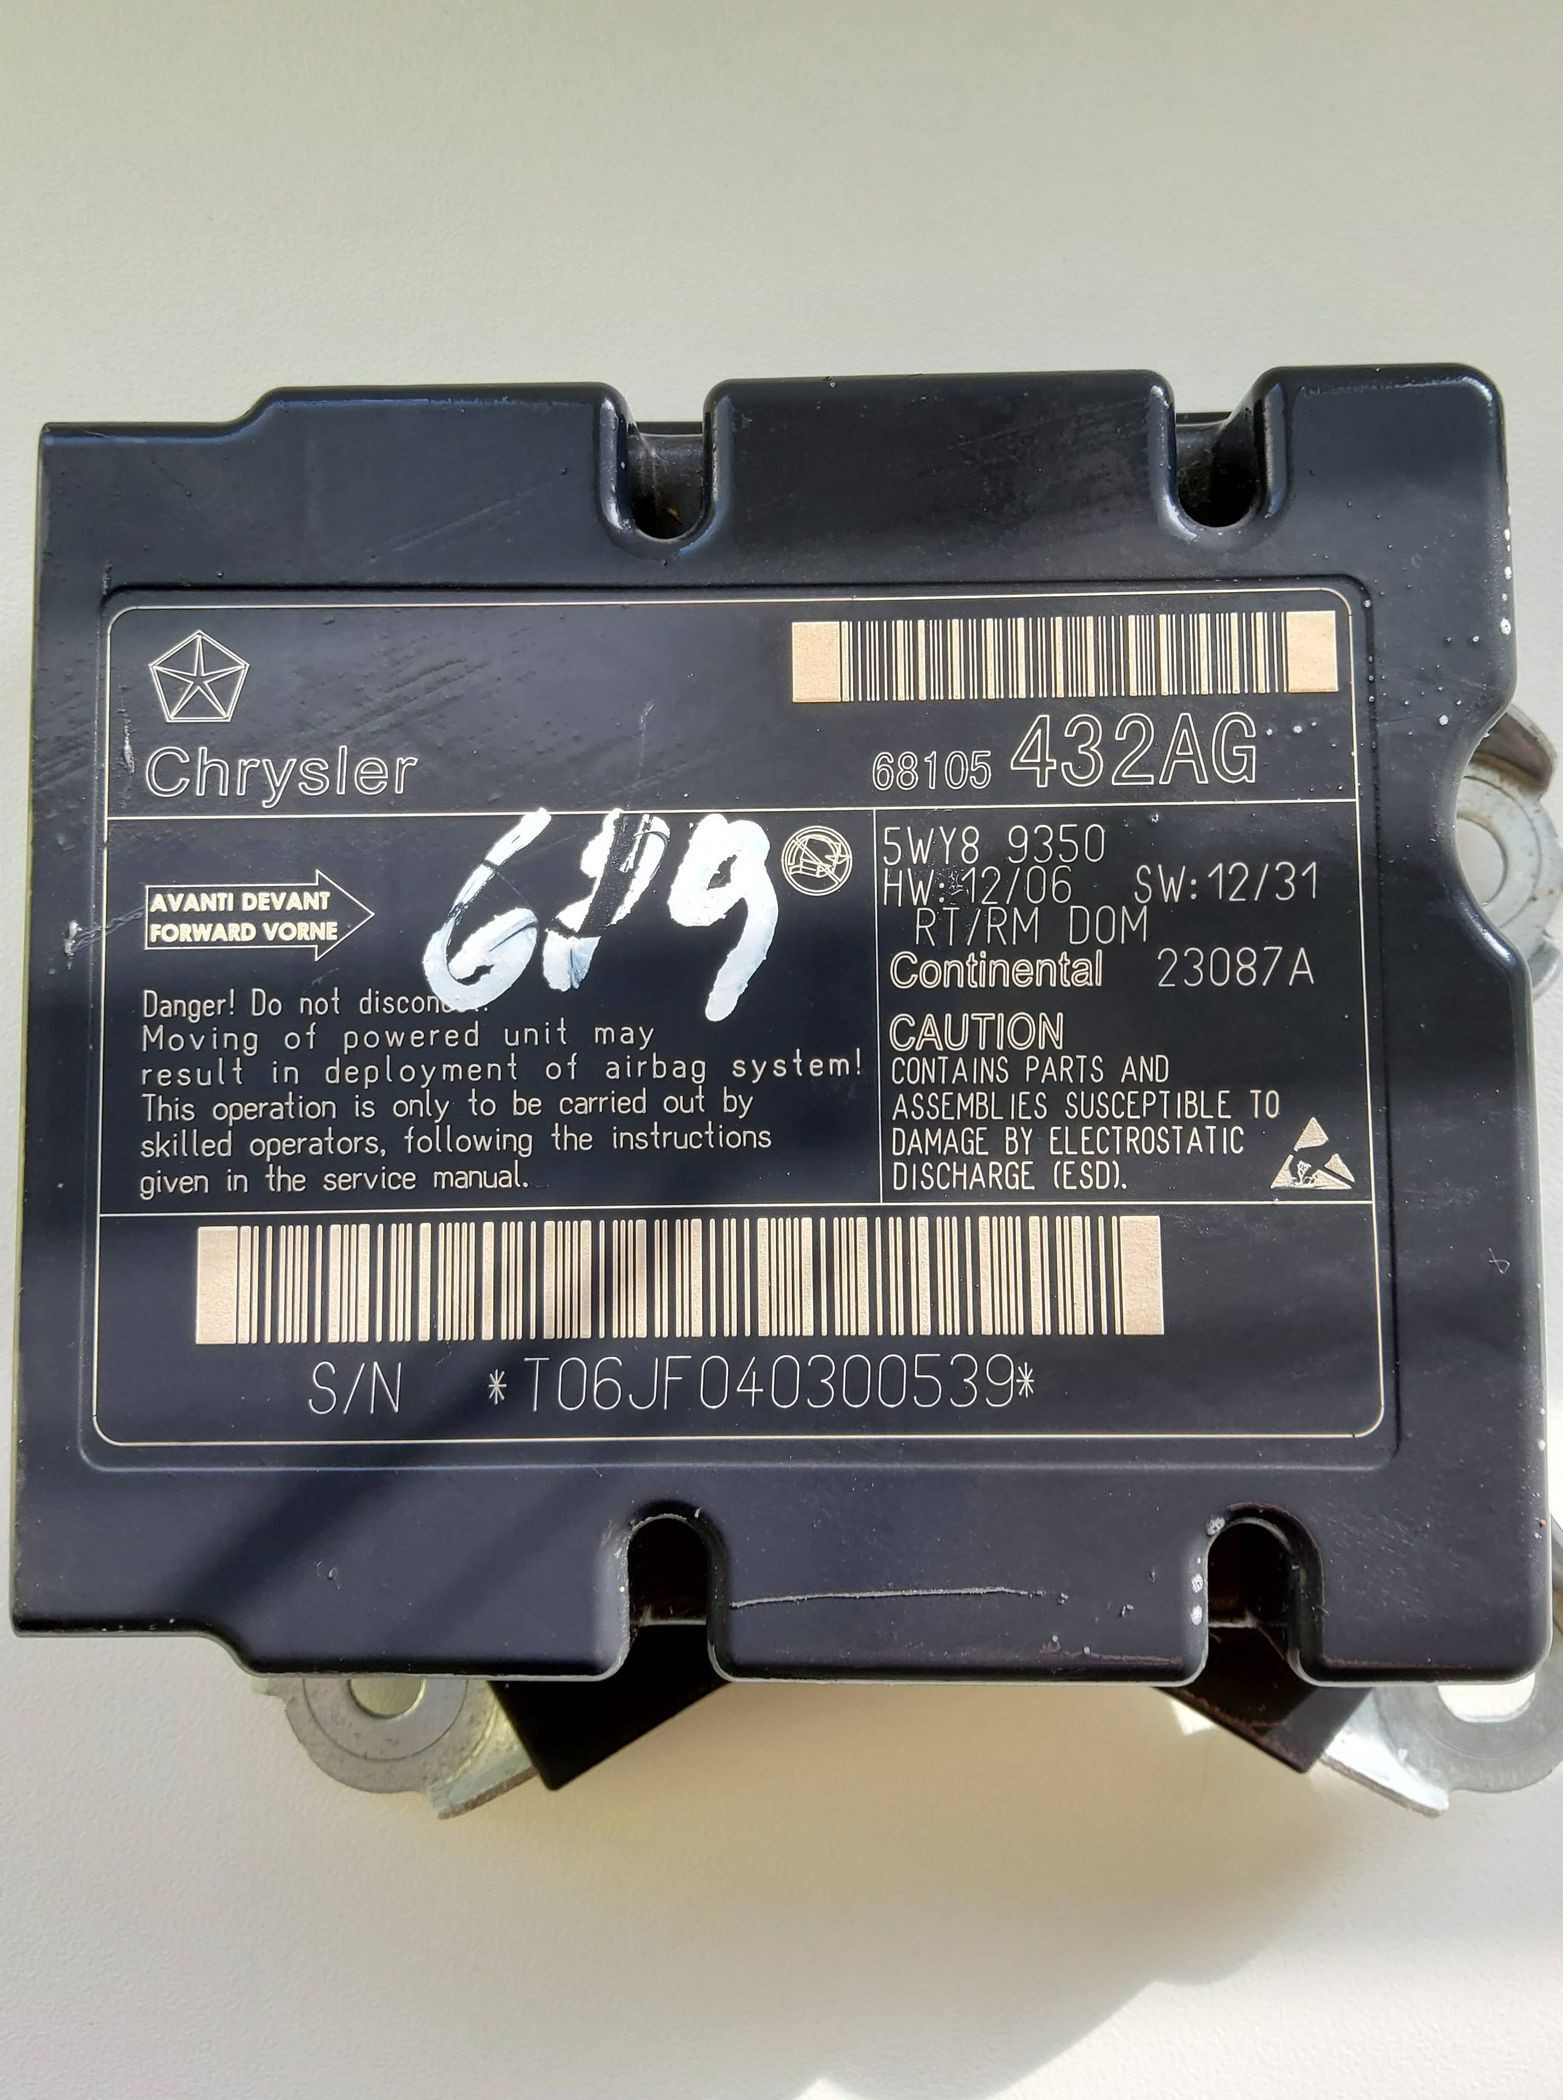 Chrysler
68105 432AG
AVANTI DEVANT
FORWARD VORNE
5WY8 9350
HW: 12/06 SW: 12/31
RT/RM DOM
Continental 23087A
Danger! Do not
Moving of powered unit may
result in deployment of airbag system!
This operation is only to be carried out by
skilled operators, following the instructions
given in the service manual.
CAUTION
CONTAINS PARTS AND
ASSEMBLIES SUSCEPTIBLE TO
DAMAGE BY ELECTROSTATIC
DISCHARGE (ESD).
S/N *T06JF040300539*